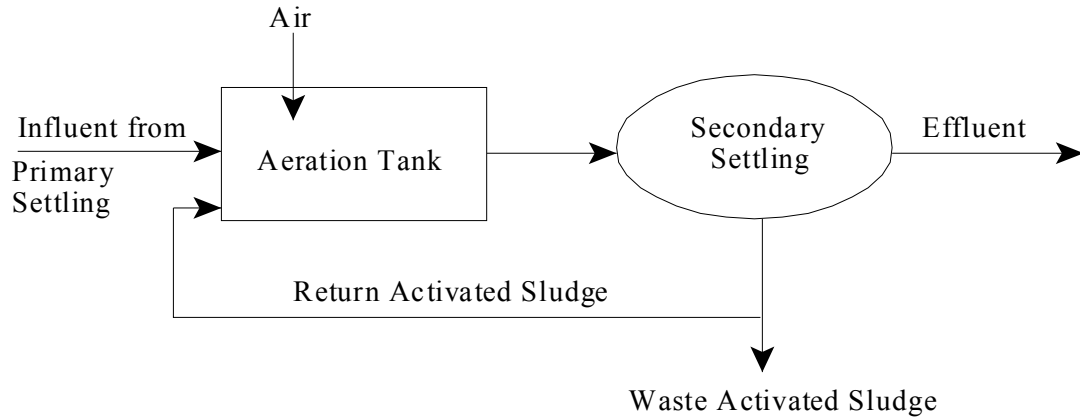 Air
Influent from
Primary
Settling
Aeration Tank
Secondary
Settling
Effluent
Return Activated Sludge
Waste Activated Sludge